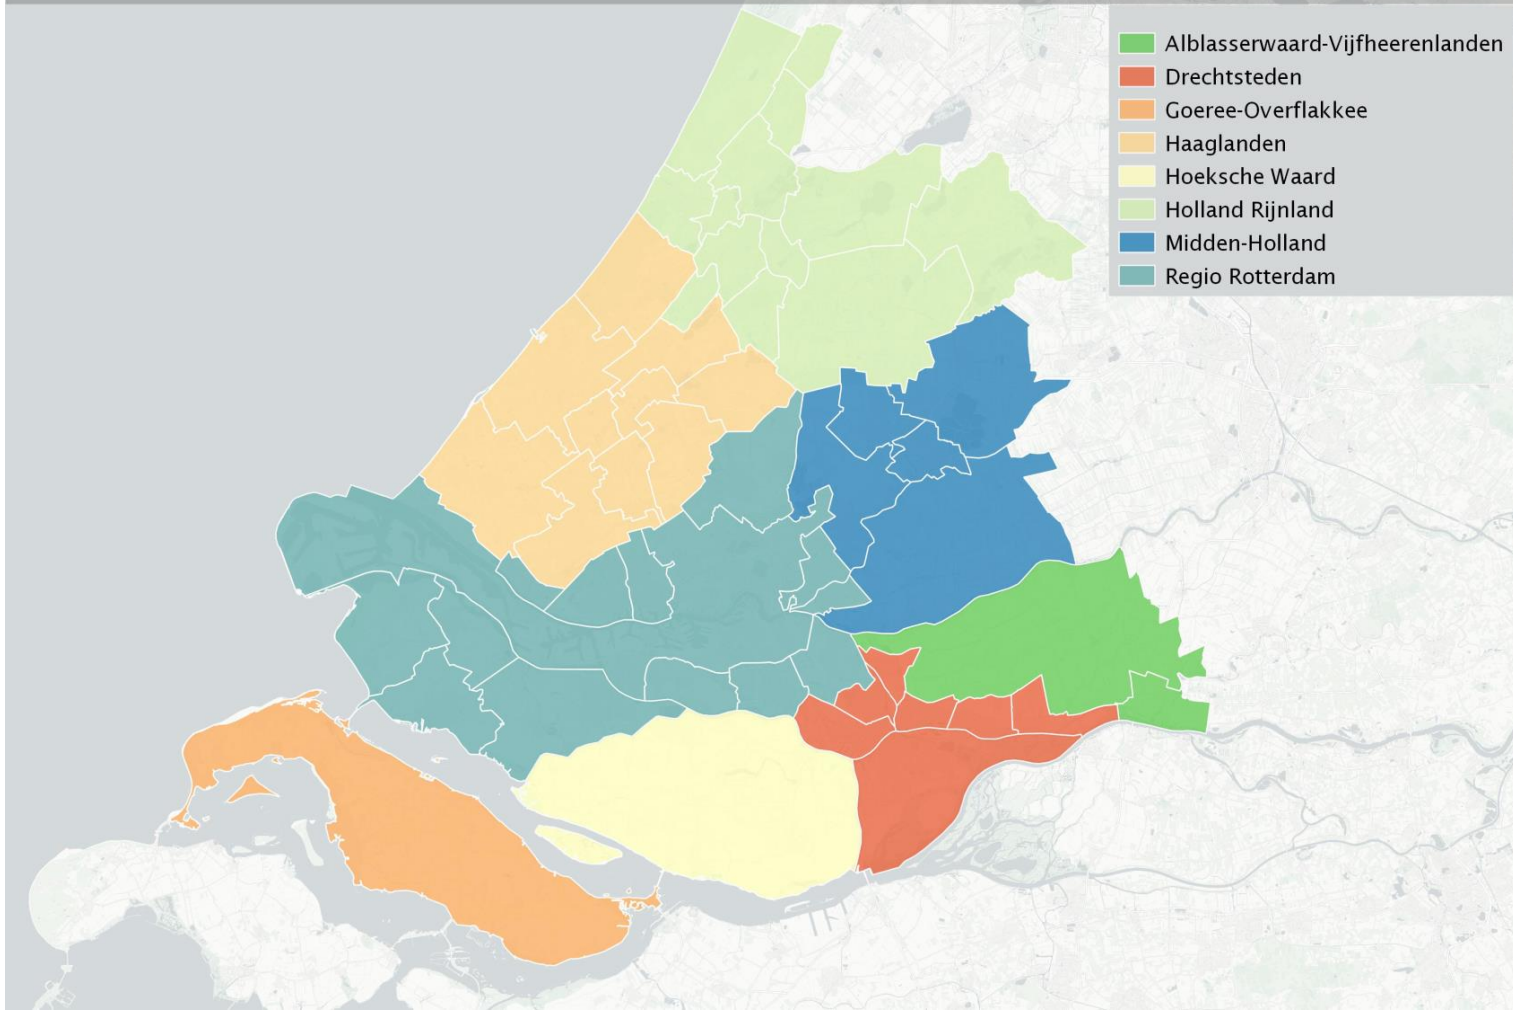 Alblasserwaard-Vijfheerenlanden
Drechtsteden
Goeree-Overflakkee
Haaglanden
Hoeksche Waard
Holland Rijnland
Midden-Holland
Regio Rotterdam